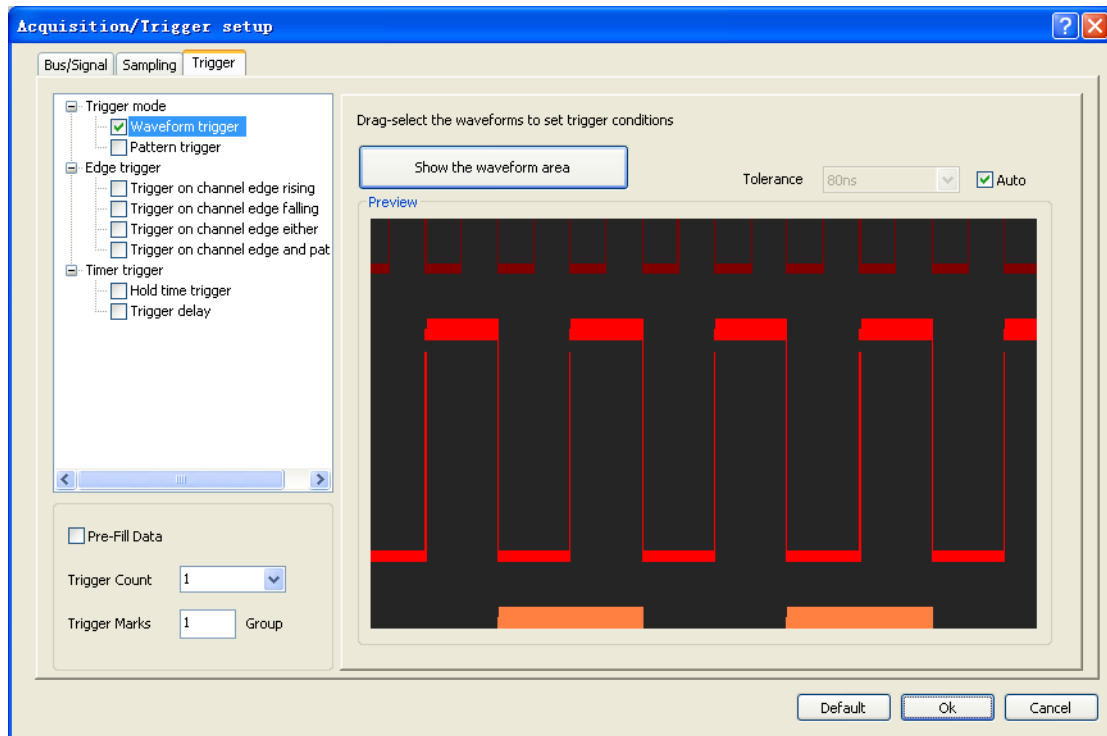 Acquisition/Trigger setup
Bus/Signal Sampling Trigger
Trigger mode
Waveform trigger
Pattern trigger
Edge trigger
Trigger on channel edge rising
Trigger on channel edge falling
Trigger on channel edge either
Trigger on channel edge and pat
Timer trigger
Hold time trigger
Trigger delay
Pre-Fill Data
Trigger Count 1
Trigger Marks 1 Group
Drag-select the waveforms to set trigger conditions
Show the waveform area
Tolerance 80ns Auto
Preview
Default Ok Cancel